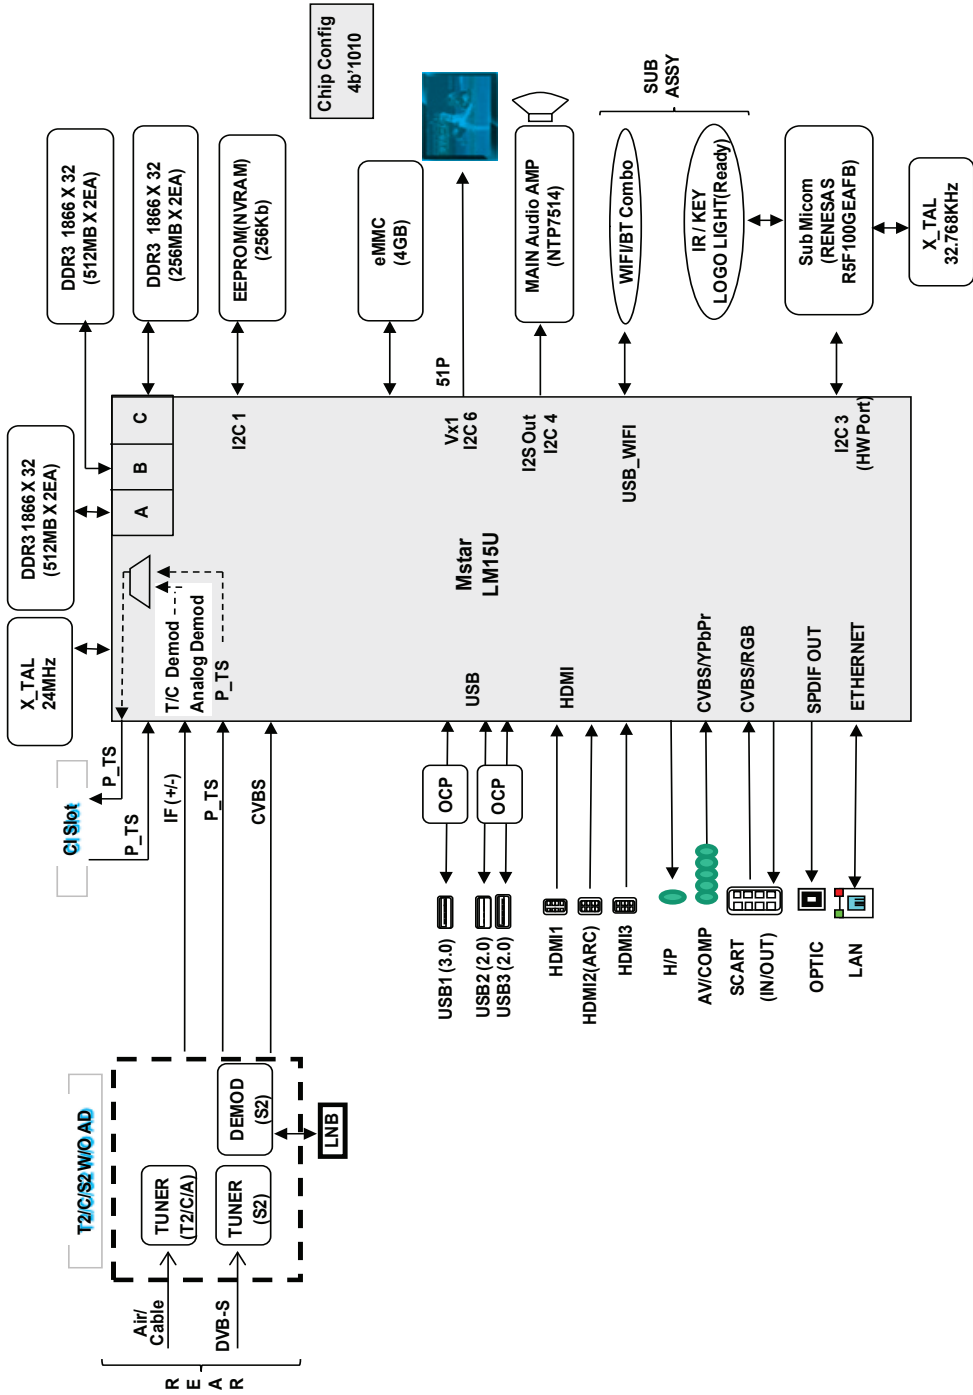 Chip Config
4b'1010
X_TAL
24MHz
DDR3 1866 X 32
(512MB X 2EA)
DDR3 1866 X 32
(512MB X 2EA)
DDR3 1866 X 32
(256MB X 2EA)
EEPROM(NVRAM)
(256Kb)
eMMC
(4GB)
51P
MAIN Audio AMP
(NTP7514)
WIFI/BT Combo
SUB
ASSY
IR / KEY
LOGO LIGHT(Ready)
Sub Micom
(RENESAS
R5F100GEAFB)
X_TAL
32.768KHz
A
B
C
I2C 1
Vx1
I2C 6
I2S Out
I2C 4
USB_WIFI
I2C 3
(HW Port)
Mstar
LM15U
T/C Demod
Analog Demod
P_TS
USB
HDMI
CVBS/YPbPr
CVBS/RGB
SPDIF OUT
ETHERNET
CI Slot
P_TS
P_TS
IF (+/-)
P_TS
CVBS
OCP
OCP
USB1 (3.0)
USB2 (2.0)
USB3 (2.0)
HDMI1
HDMI2(ARC)
HDMI3
H/P
AV/COMP
SCART
(IN/OUT)
OPTIC
LAN
T2/C/S2 W/O AD
TUNER
(T2/C/A)
TUNER
(S2)
DEMOD
(S2)
LNB
Air/
Cable
DVB-S
R
E
A
R